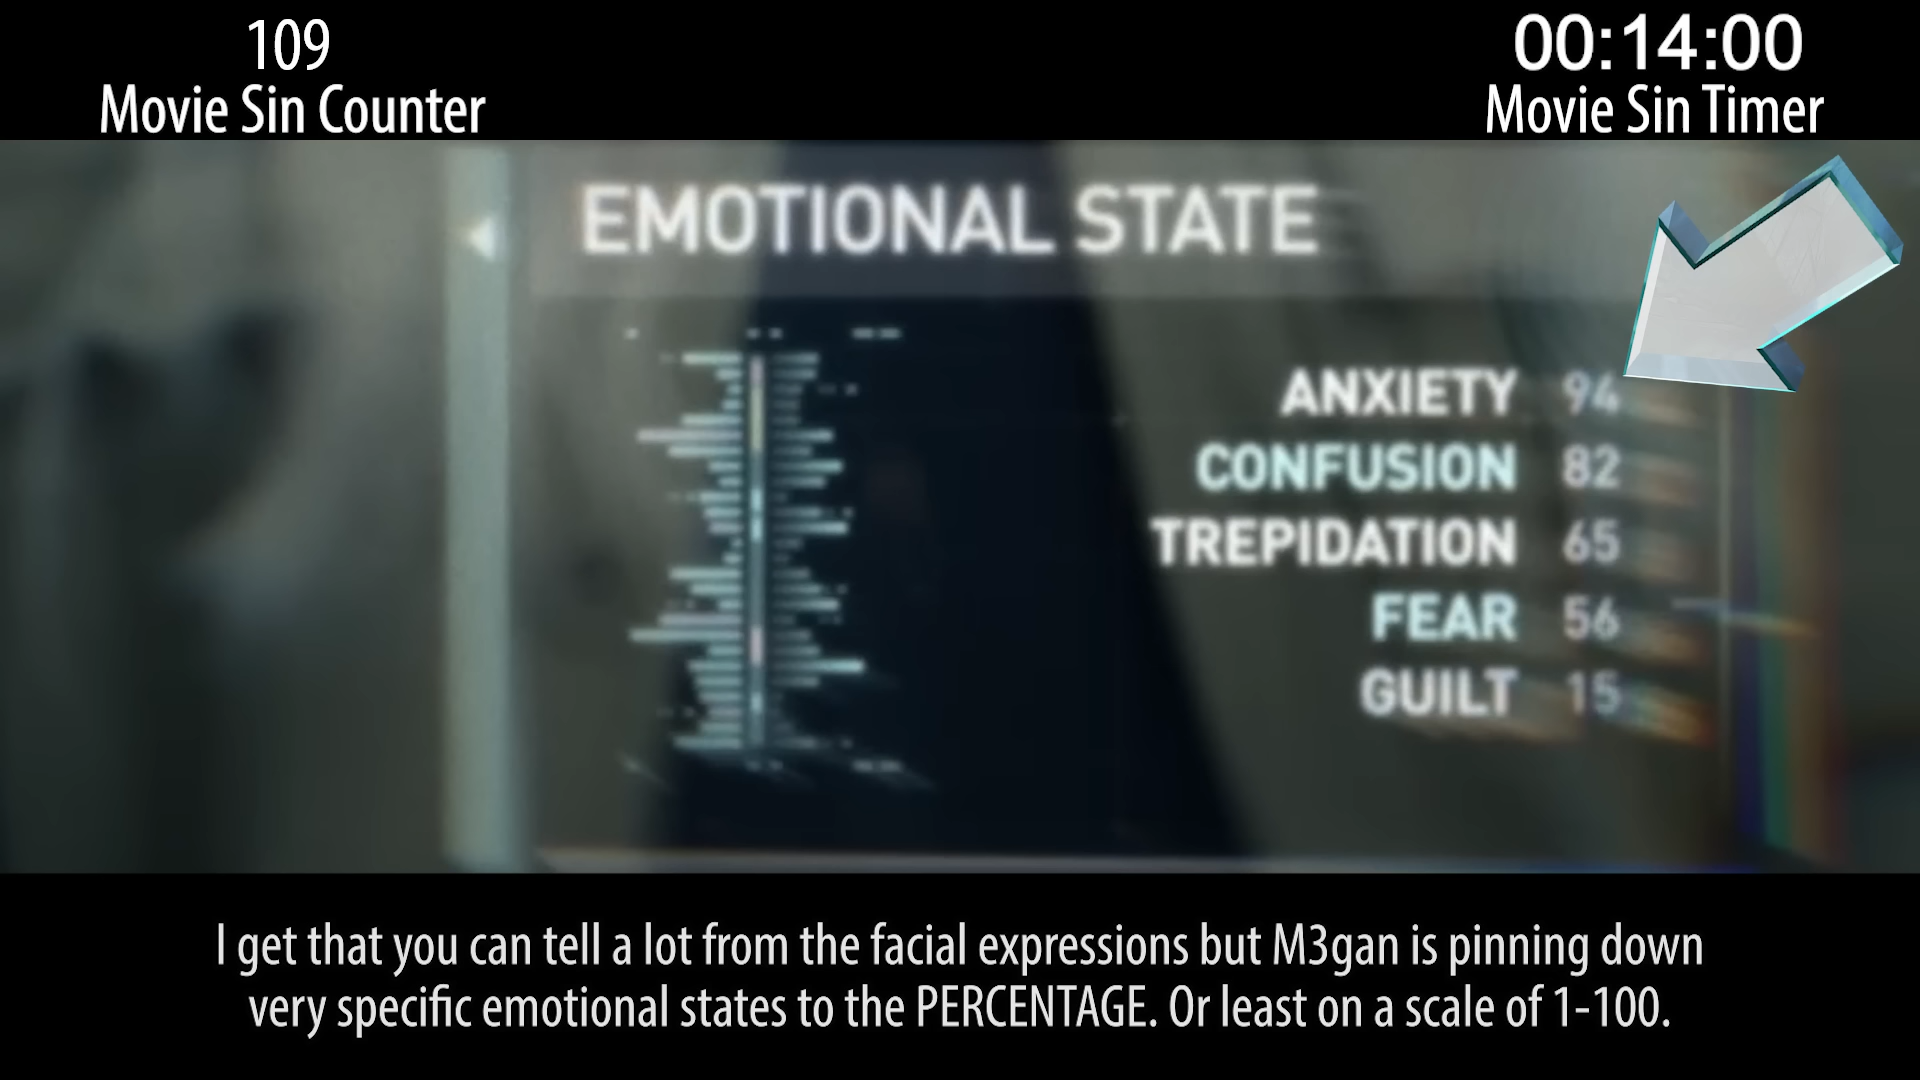 109
Movie Sin Counter
00:14:00
Movie Sin Timer
EMOTIONAL STATE
ANXIETY 94
CONFUSION 82
TREPIDATION 65
FEAR 56
GUILT 15
I get that you can tell a lot from the facial expressions but M3gan is pinning down
very specific emotional states to the PERCENTAGE. Or least on a scale of 1-100.